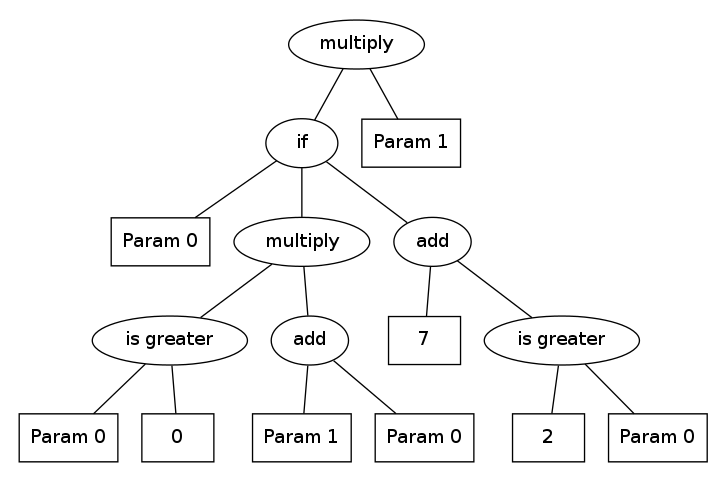 multiply
if
Param 1
Param 0
multiply
add
is greater
add
7
is greater
Param 0
0
Param 1
Param 0
2
Param 0